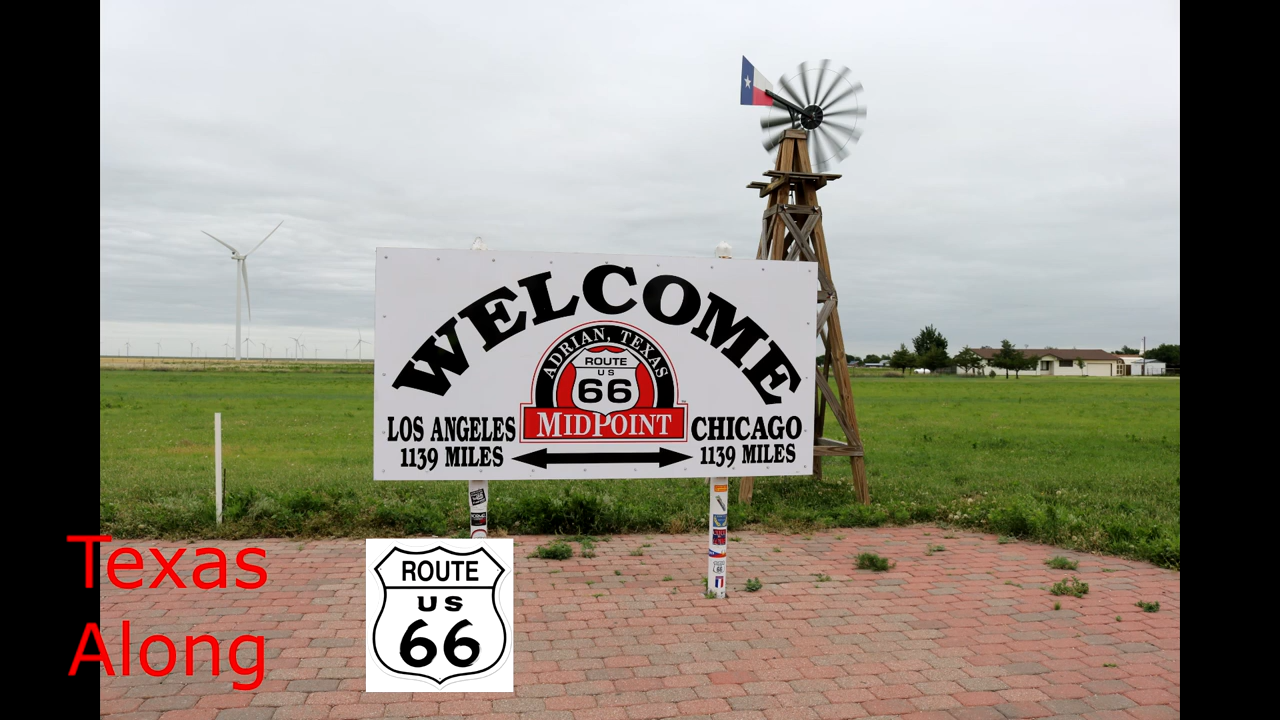 WELCOME
ADRIAN, TEXAS
ROUTE
US
66
MIDPOINT
LOS ANGELES
1139 MILES
CHICAGO
1139 MILES
Texas
Along
ROUTE
US
66